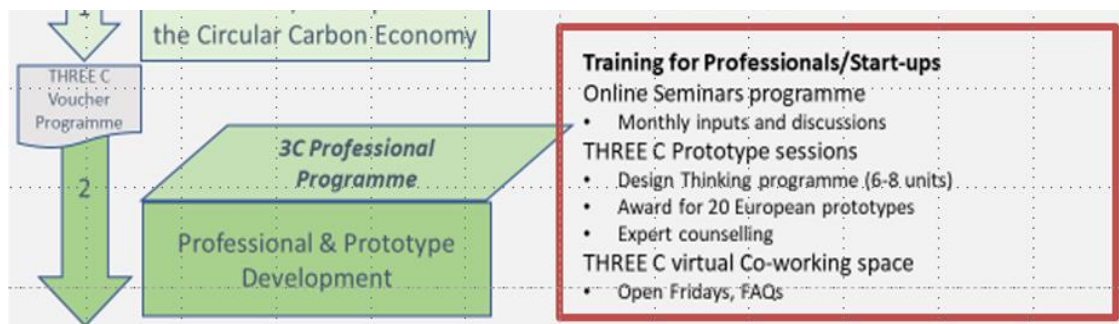 1
the Circular Carbon Economy
THREE C
Voucher
Programme
2
3C Professional
Programme
Professional & Prototype
Development
Training for Professionals/Start-ups
Online Seminars programme
• Monthly inputs and discussions
THREE C Prototype sessions
• Design Thinking programme (6-8 units)
• Award for 20 European prototypes
• Expert counselling
THREE C virtual Co-working space
• Open Fridays, FAQs